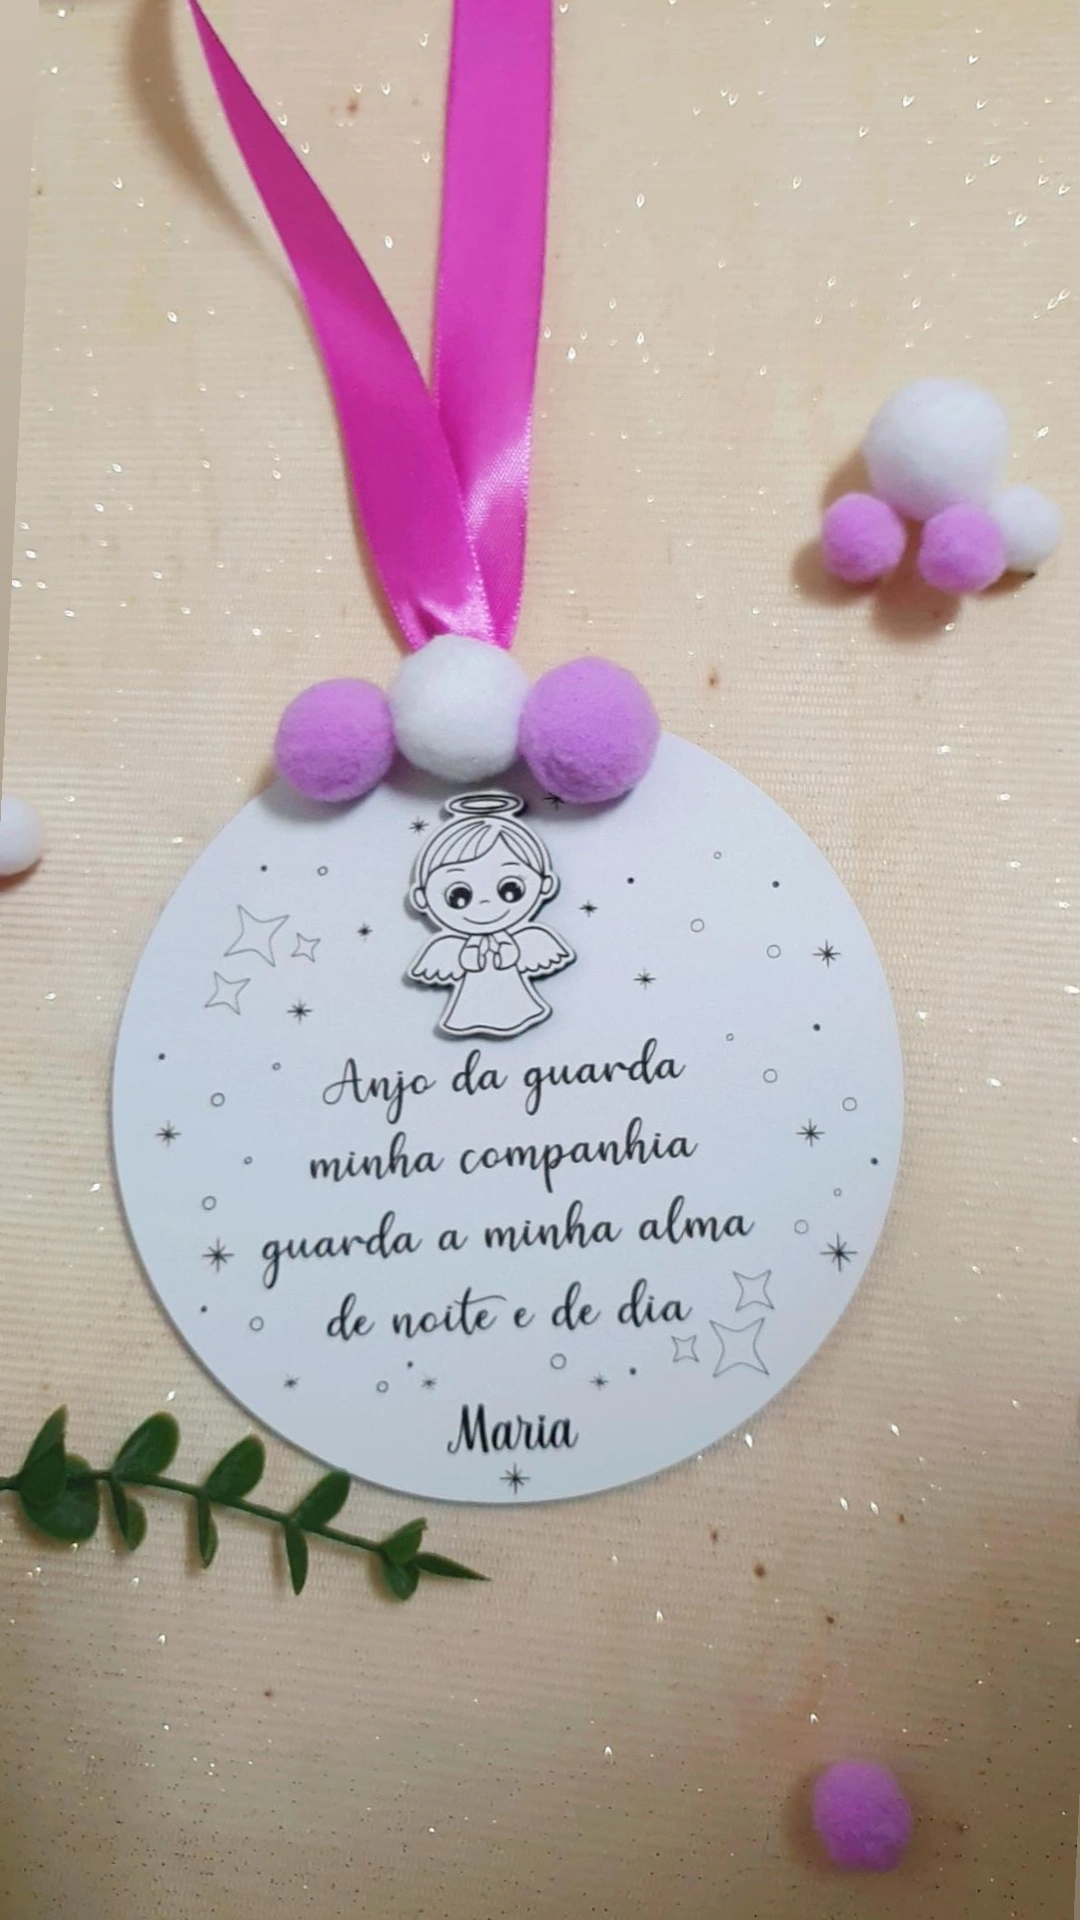 Anjo da guarda
minha companhia
guarda a minha alma
de noite e de dia
Maria